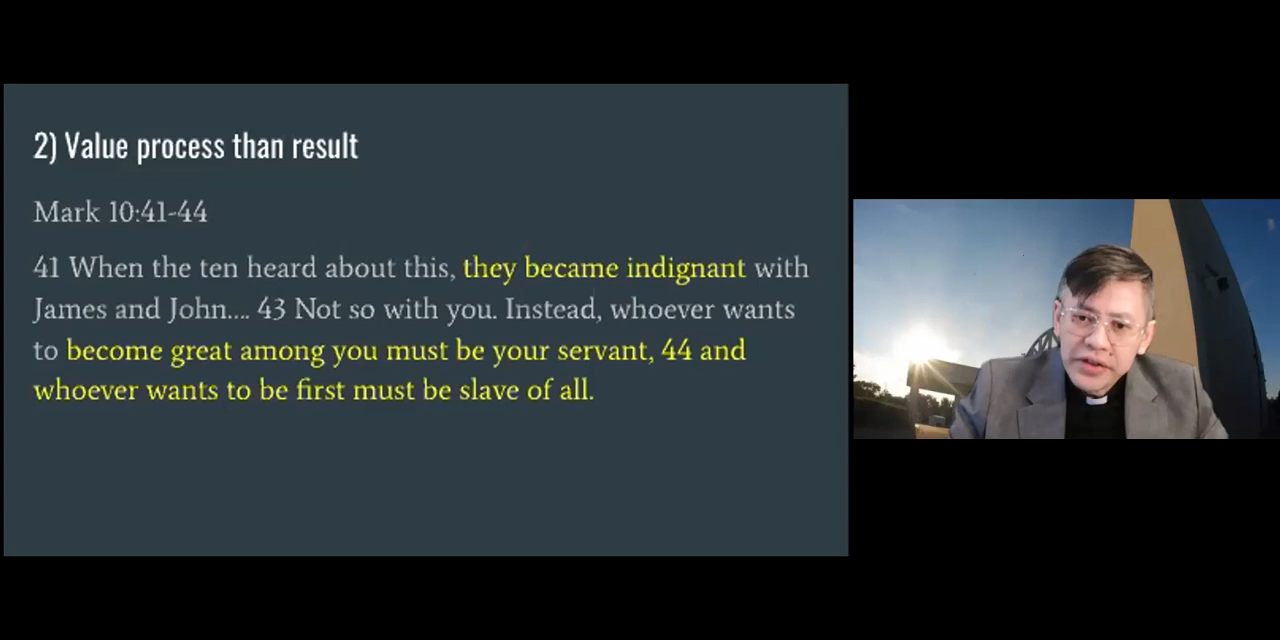 2) Value process than result
Mark 10:41-44
41 When the ten heard about this, they became indignant with
James and John.... 43 Not so with you. Instead, whoever wants
to become great among you must be your servant, 44 and
whoever wants to be first must be slave of all.